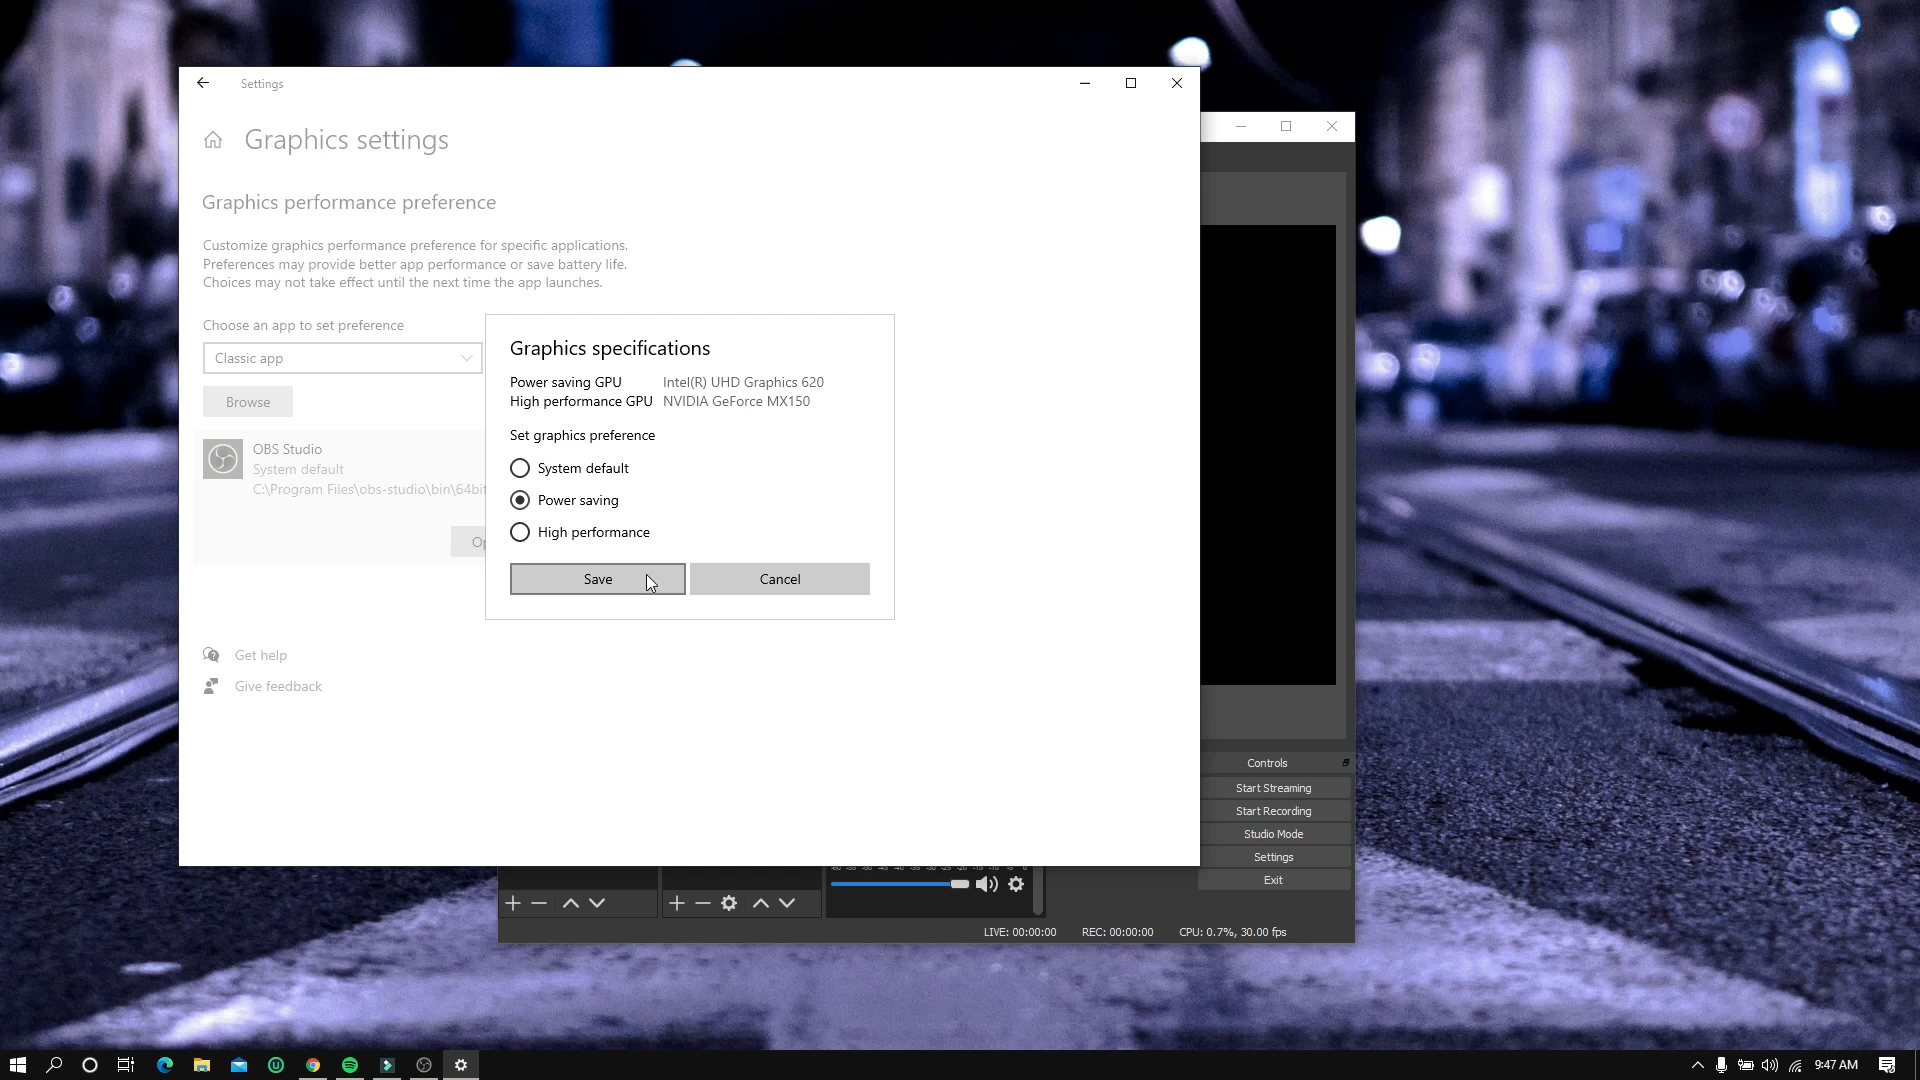 Settings
Graphics settings
Graphics performance preference
Customize graphics performance preference for specific applications.
Preferences may provide better app performance or save battery life.
Choices may not take effect until the next time the app launches.
Choose an app to set preference
Classic app
Browse
OBS Studio
System default
C:\Program Files\obs-studio\bin\64bit
Op
Graphics specifications
Power saving GPU Intel(R) UHD Graphics 620
High performance GPU NVIDIA GeForce MX150
Set graphics preference
System default
Power saving
High performance
Save Cancel
Get help
Give feedback
Controls
Start Streaming
Start Recording
Studio Mode
Settings
Exit
LIVE: 00:00:00 REC: 00:00:00 CPU: 0.7%, 30.00 fps
9:47 AM